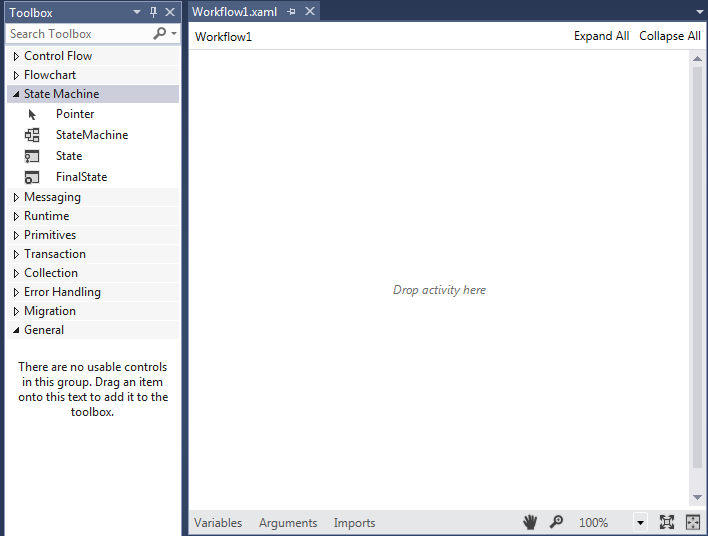 Toolbox
Search Toolbox
Control Flow
Flowchart
State Machine
Pointer
StateMachine
State
FinalState
Messaging
Runtime
Primitives
Transaction
Collection
Error Handling
Migration
General
There are no usable controls
in this group. Drag an item
onto this text to add it to the
toolbox.
Workflow1.xaml
Workflow1
Expand All Collapse All
Drop activity here
Variables Arguments Imports
100%